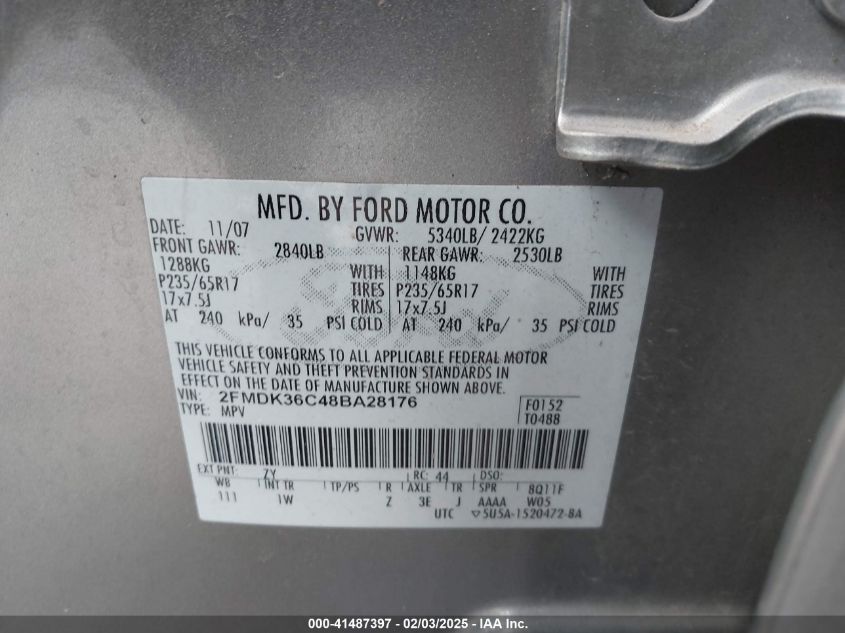 MFD. BY FORD MOTOR CO.
DATE: 11/07 GVWR: 5340LB/ 2422KG
FRONT GAWR: 2840LB REAR GAWR: 2530LB
1288KG WITH 1148KG WITH
P235/65R17 TIRES P235/65R17 TIRES
17x7.5J RIMS 17x7.5J RIMS
AT 240 kPa/ 35 PSI COLD AT 240 kPa/ 35 PSI COLD
THIS VEHICLE CONFORMS TO ALL APPLICABLE FEDERAL MOTOR
VEHICLE SAFETY AND THEFT PREVENTION STANDARDS IN
EFFECT ON THE DATE OF MANUFACTURE SHOWN ABOVE.
VIN: 2FMDK36C48BA28176 F0152
TYPE: MPV T0488
EXT PNT: ZY RC: 44 DSO:
WB INT TR TP/PS R AXLE TR SPR 8Q11F
111 1W Z 3E J AAAA W05
UTC ▽5U5A-1520472-BA
000-41487397 - 02/03/2025 - IAA Inc.